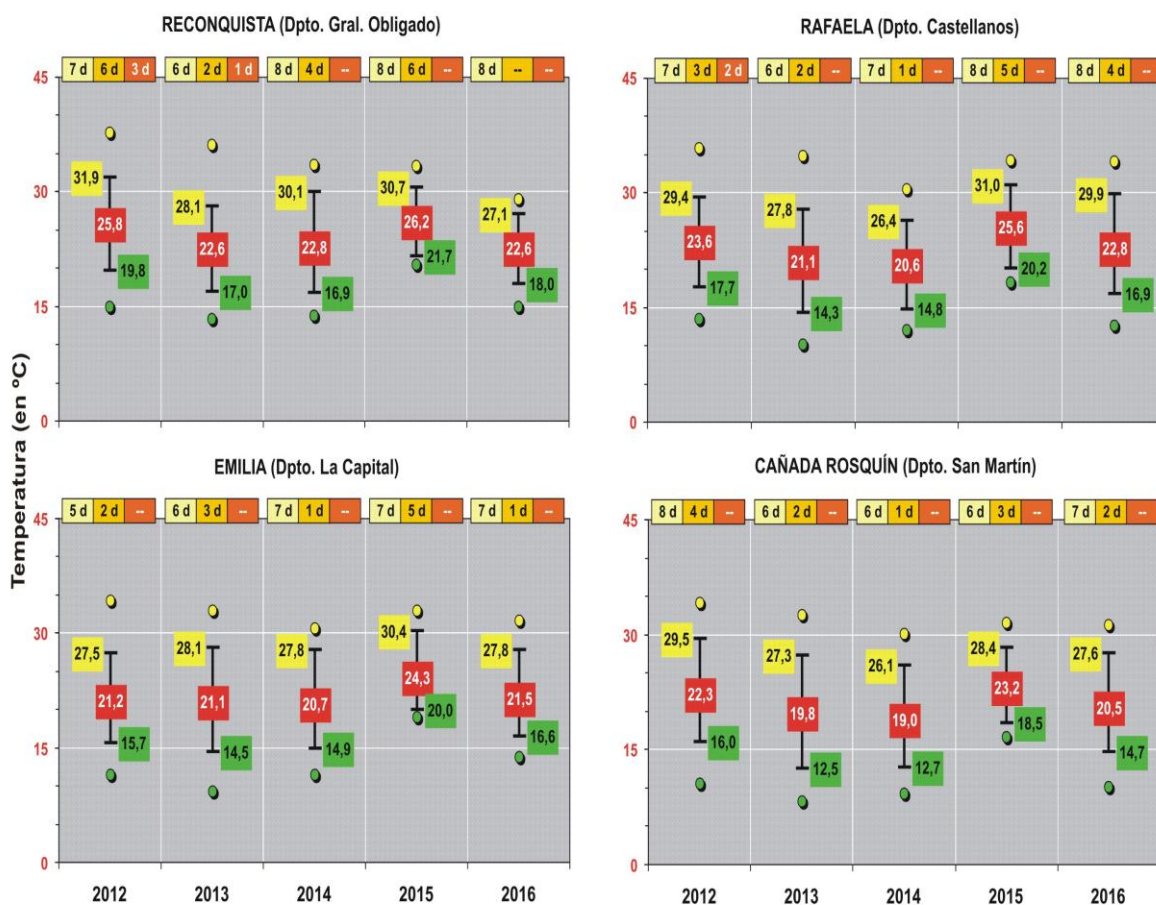 RECONQUISTA (Dpto. Gral. Obligado)
7 d 6 d 3 d 6 d 2 d 1 d 8 d 4 d -- 8 d 6 d -- 8 d -- --
45
30
15
0
31,9 28,1 30,1 30,7 27,1
25,8 22,6 22,8 26,2 22,6
19,8 17,0 16,9 21,7 18,0
RAFAELA (Dpto. Castellanos)
7 d 3 d 2 d 6 d 2 d -- 7 d 1 d -- 8 d 5 d -- 8 d 4 d --
45
30
15
0
29,4 27,8 26,4 31,0 29,9
23,6 21,1 20,6 25,6 22,8
17,7 14,3 14,8 20,2 16,9
Temperatura (en ºC)
EMILIA (Dpto. La Capital)
5 d 2 d -- 6 d 3 d -- 7 d 1 d -- 7 d 5 d -- 7 d 1 d --
45
30
15
0
27,5 28,1 27,8 30,4 27,8
21,2 21,1 20,7 24,3 21,5
15,7 14,5 14,9 20,0 16,6
2012 2013 2014 2015 2016
CAÑADA ROSQUÍN (Dpto. San Martín)
8 d 4 d -- 6 d 2 d -- 6 d 1 d -- 6 d 3 d -- 7 d 2 d --
45
30
15
0
29,5 27,3 26,1 28,4 27,6
22,3 19,8 19,0 23,2 20,5
16,0 12,5 12,7 18,5 14,7
2012 2013 2014 2015 2016